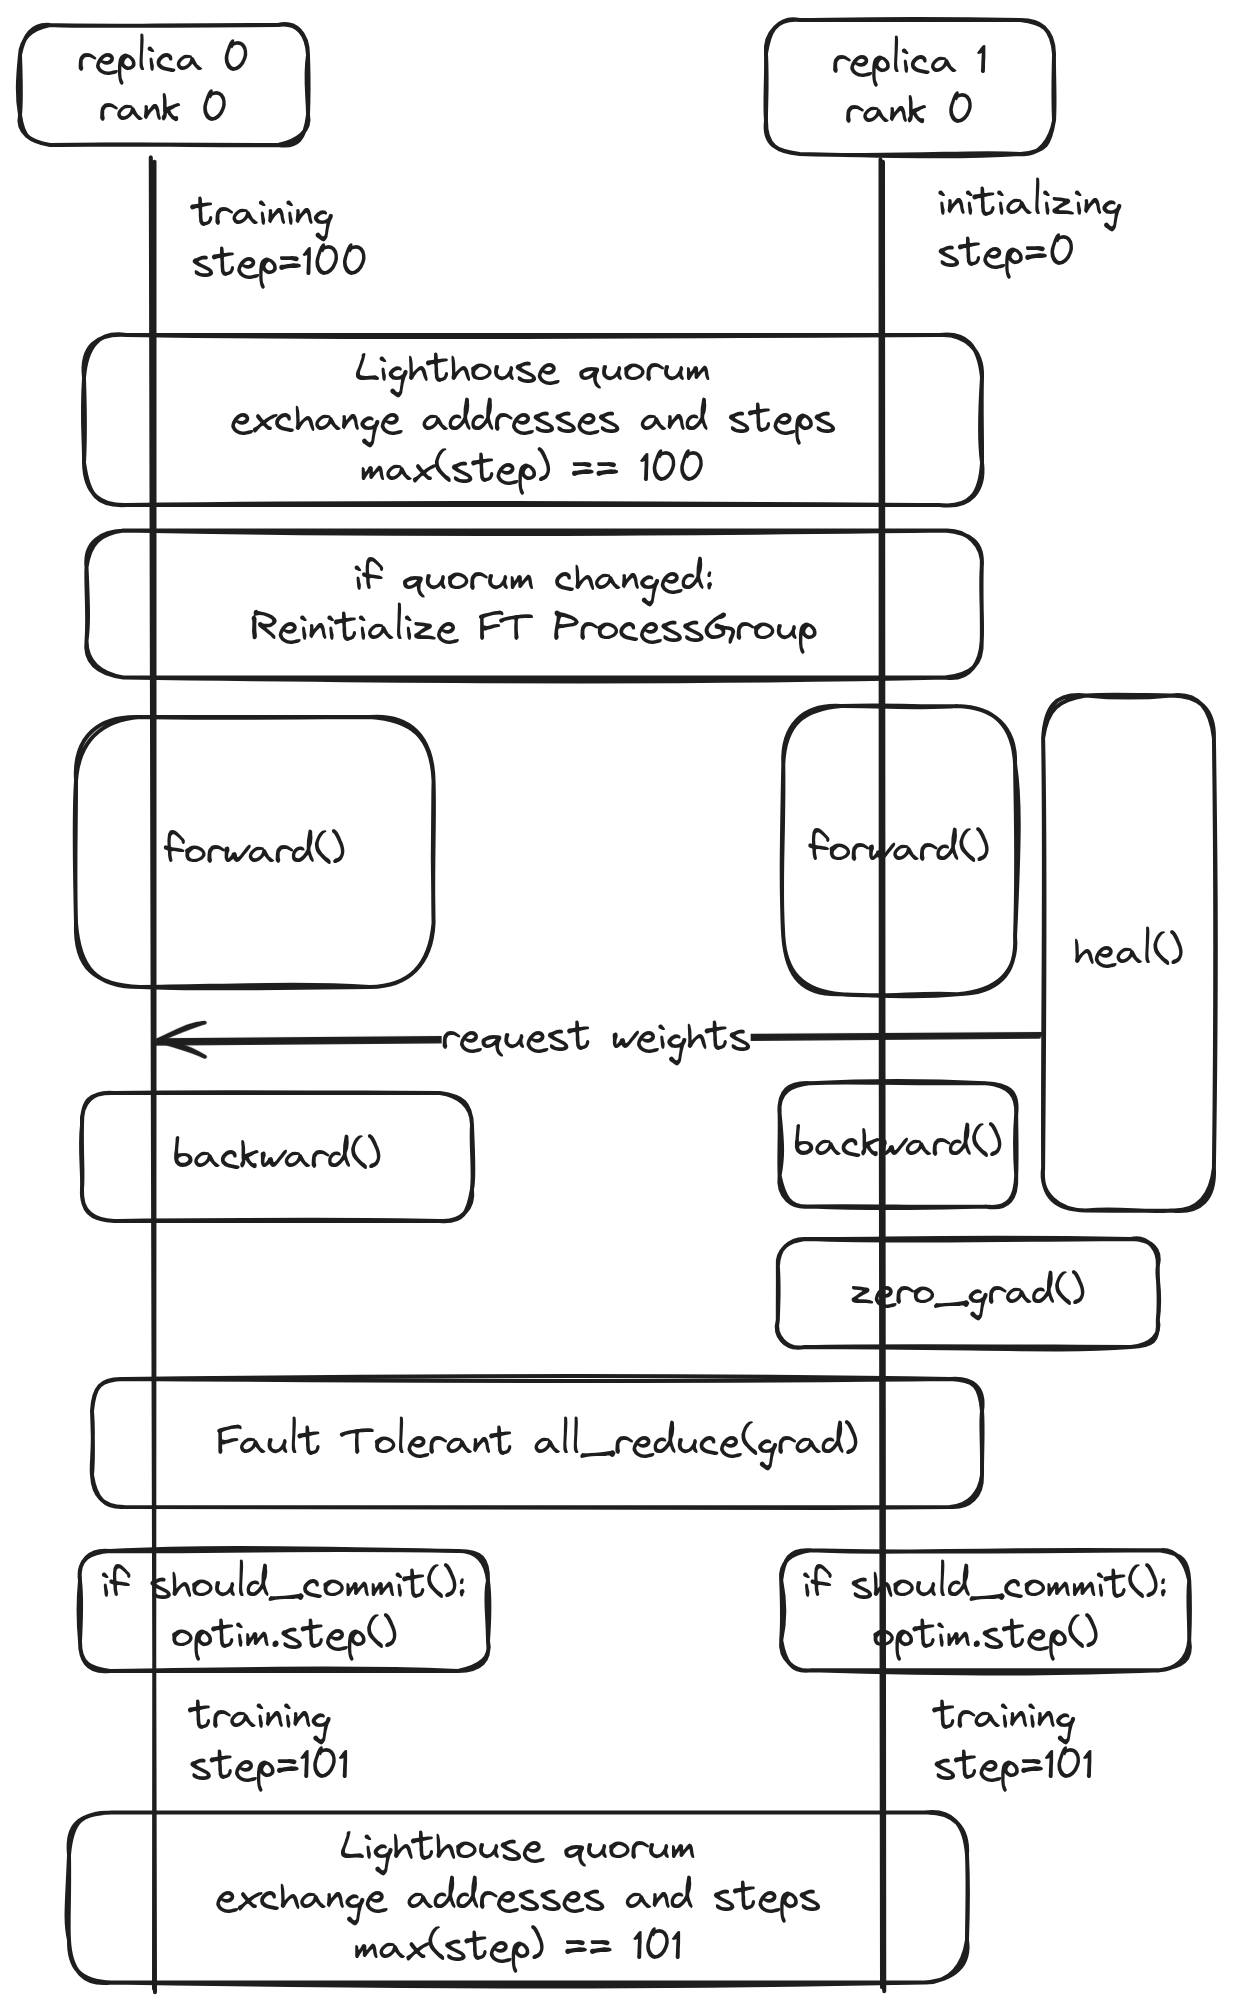 replica 0
rank 0
replica 1
rank 0
training
step=100
initializing
step=0
Lighthouse quorum
exchange addresses and steps
max(step) == 100
if quorum changed:
Reinitialize FT ProcessGroup
forward()
forward()
heal()
request weights
backward()
backward()
zero_grad()
Fault Tolerant all_reduce(grad)
if should_commit():
optim.step()
if should_commit():
optim.step()
training
step=101
training
step=101
Lighthouse quorum
exchange addresses and steps
max(step) == 101